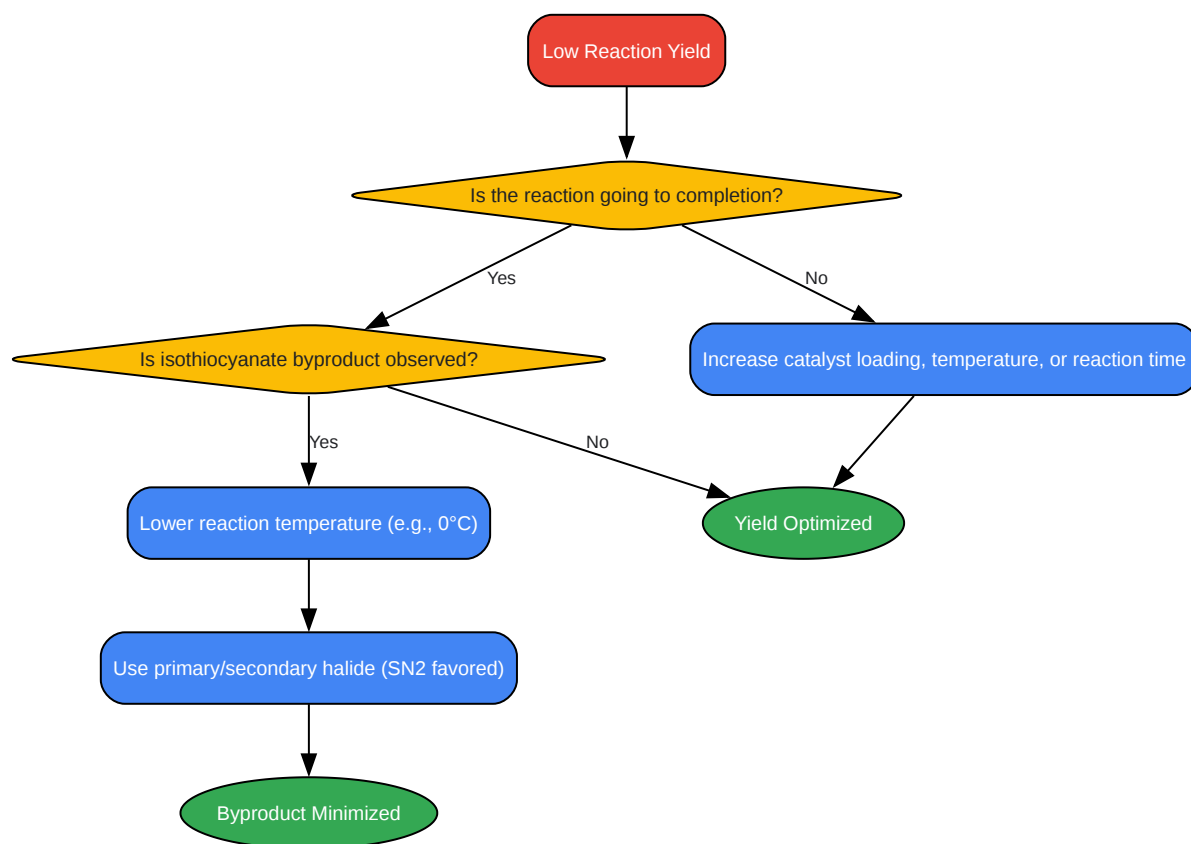 Low Reaction Yield
Is the reaction going to completion?
Yes
No
Is isothiocyanate byproduct observed?
Increase catalyst loading, temperature, or reaction time
Yes
No
Lower reaction temperature (e.g., 0°C)
Yield Optimized
Use primary/secondary halide (SN2 favored)
Byproduct Minimized